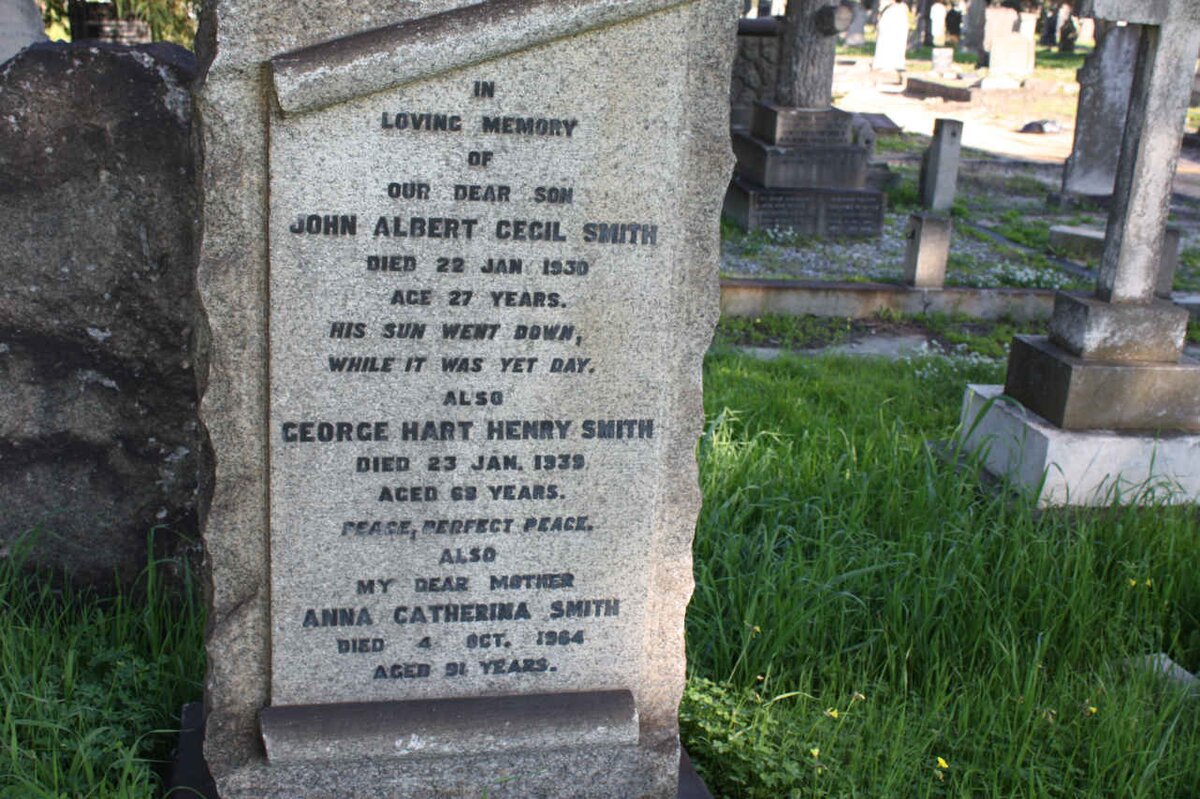 IN
LOVING MEMORY
OF
OUR DEAR SON
JOHN ALBERT CECIL SMITH
DIED 22 JAN 1930
AGE 27 YEARS.
HIS SUN WENT DOWN,
WHILE IT WAS YET DAY.
ALSO
GEORGE HART HENRY SMITH
DIED 23 JAN. 1939
AGED 69 YEARS.
PEACE, PERFECT PEACE.
ALSO
MY DEAR MOTHER
ANNA CATHERINA SMITH
DIED 4 OCT. 1964
AGED 91 YEARS.